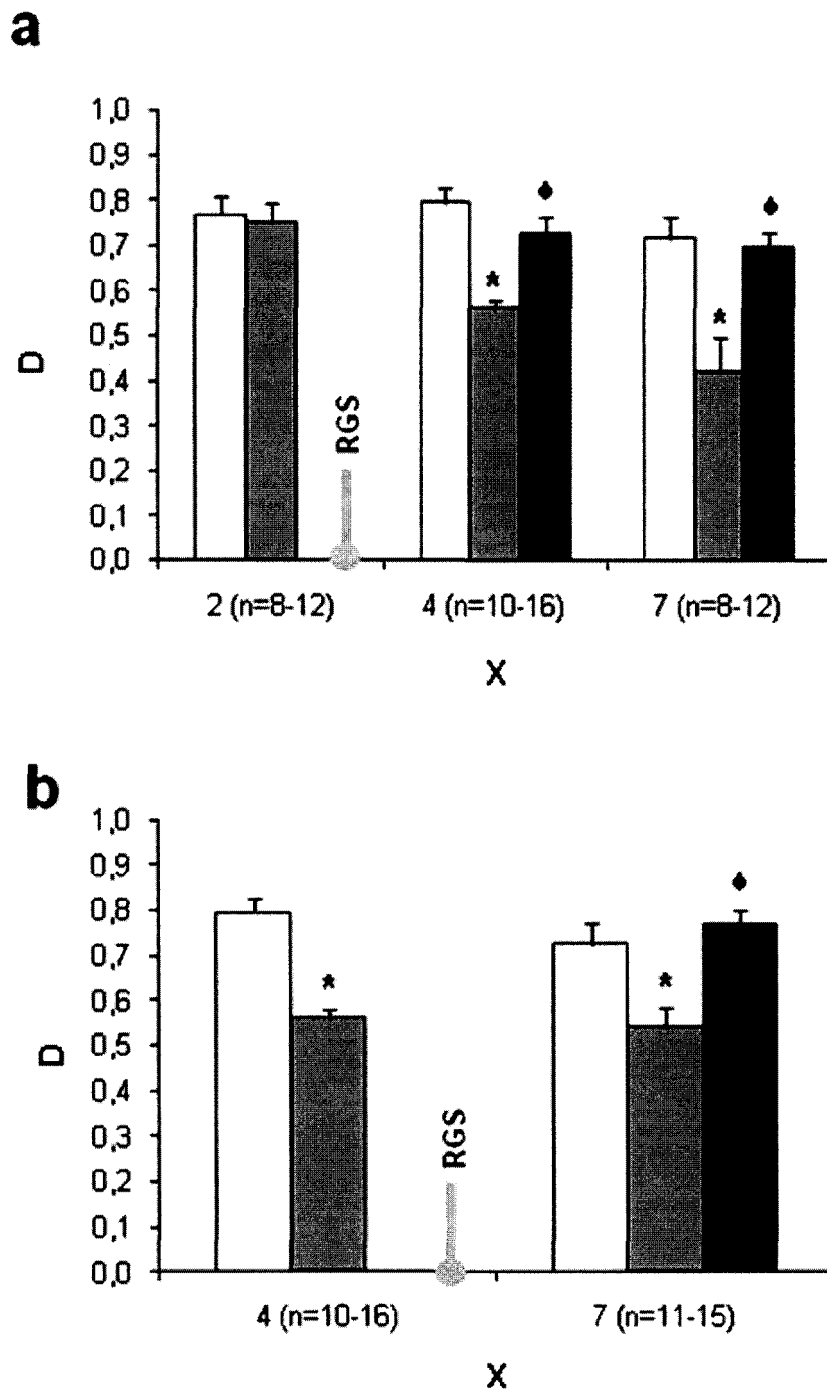 a
1,0
0,9
0,8
0,7
0,6
0,5
0,4
0,3
0,2
0,1
0,0
D
*
*
RGS
2 (n=8-12)
4 (n=10-16)
7 (n=8-12)
X
b
1,0
0,9
0,8
0,7
0,6
0,5
0,4
0,3
0,2
0,1
0,0
D
*
*
RGS
4 (n=10-16)
7 (n=11-15)
X